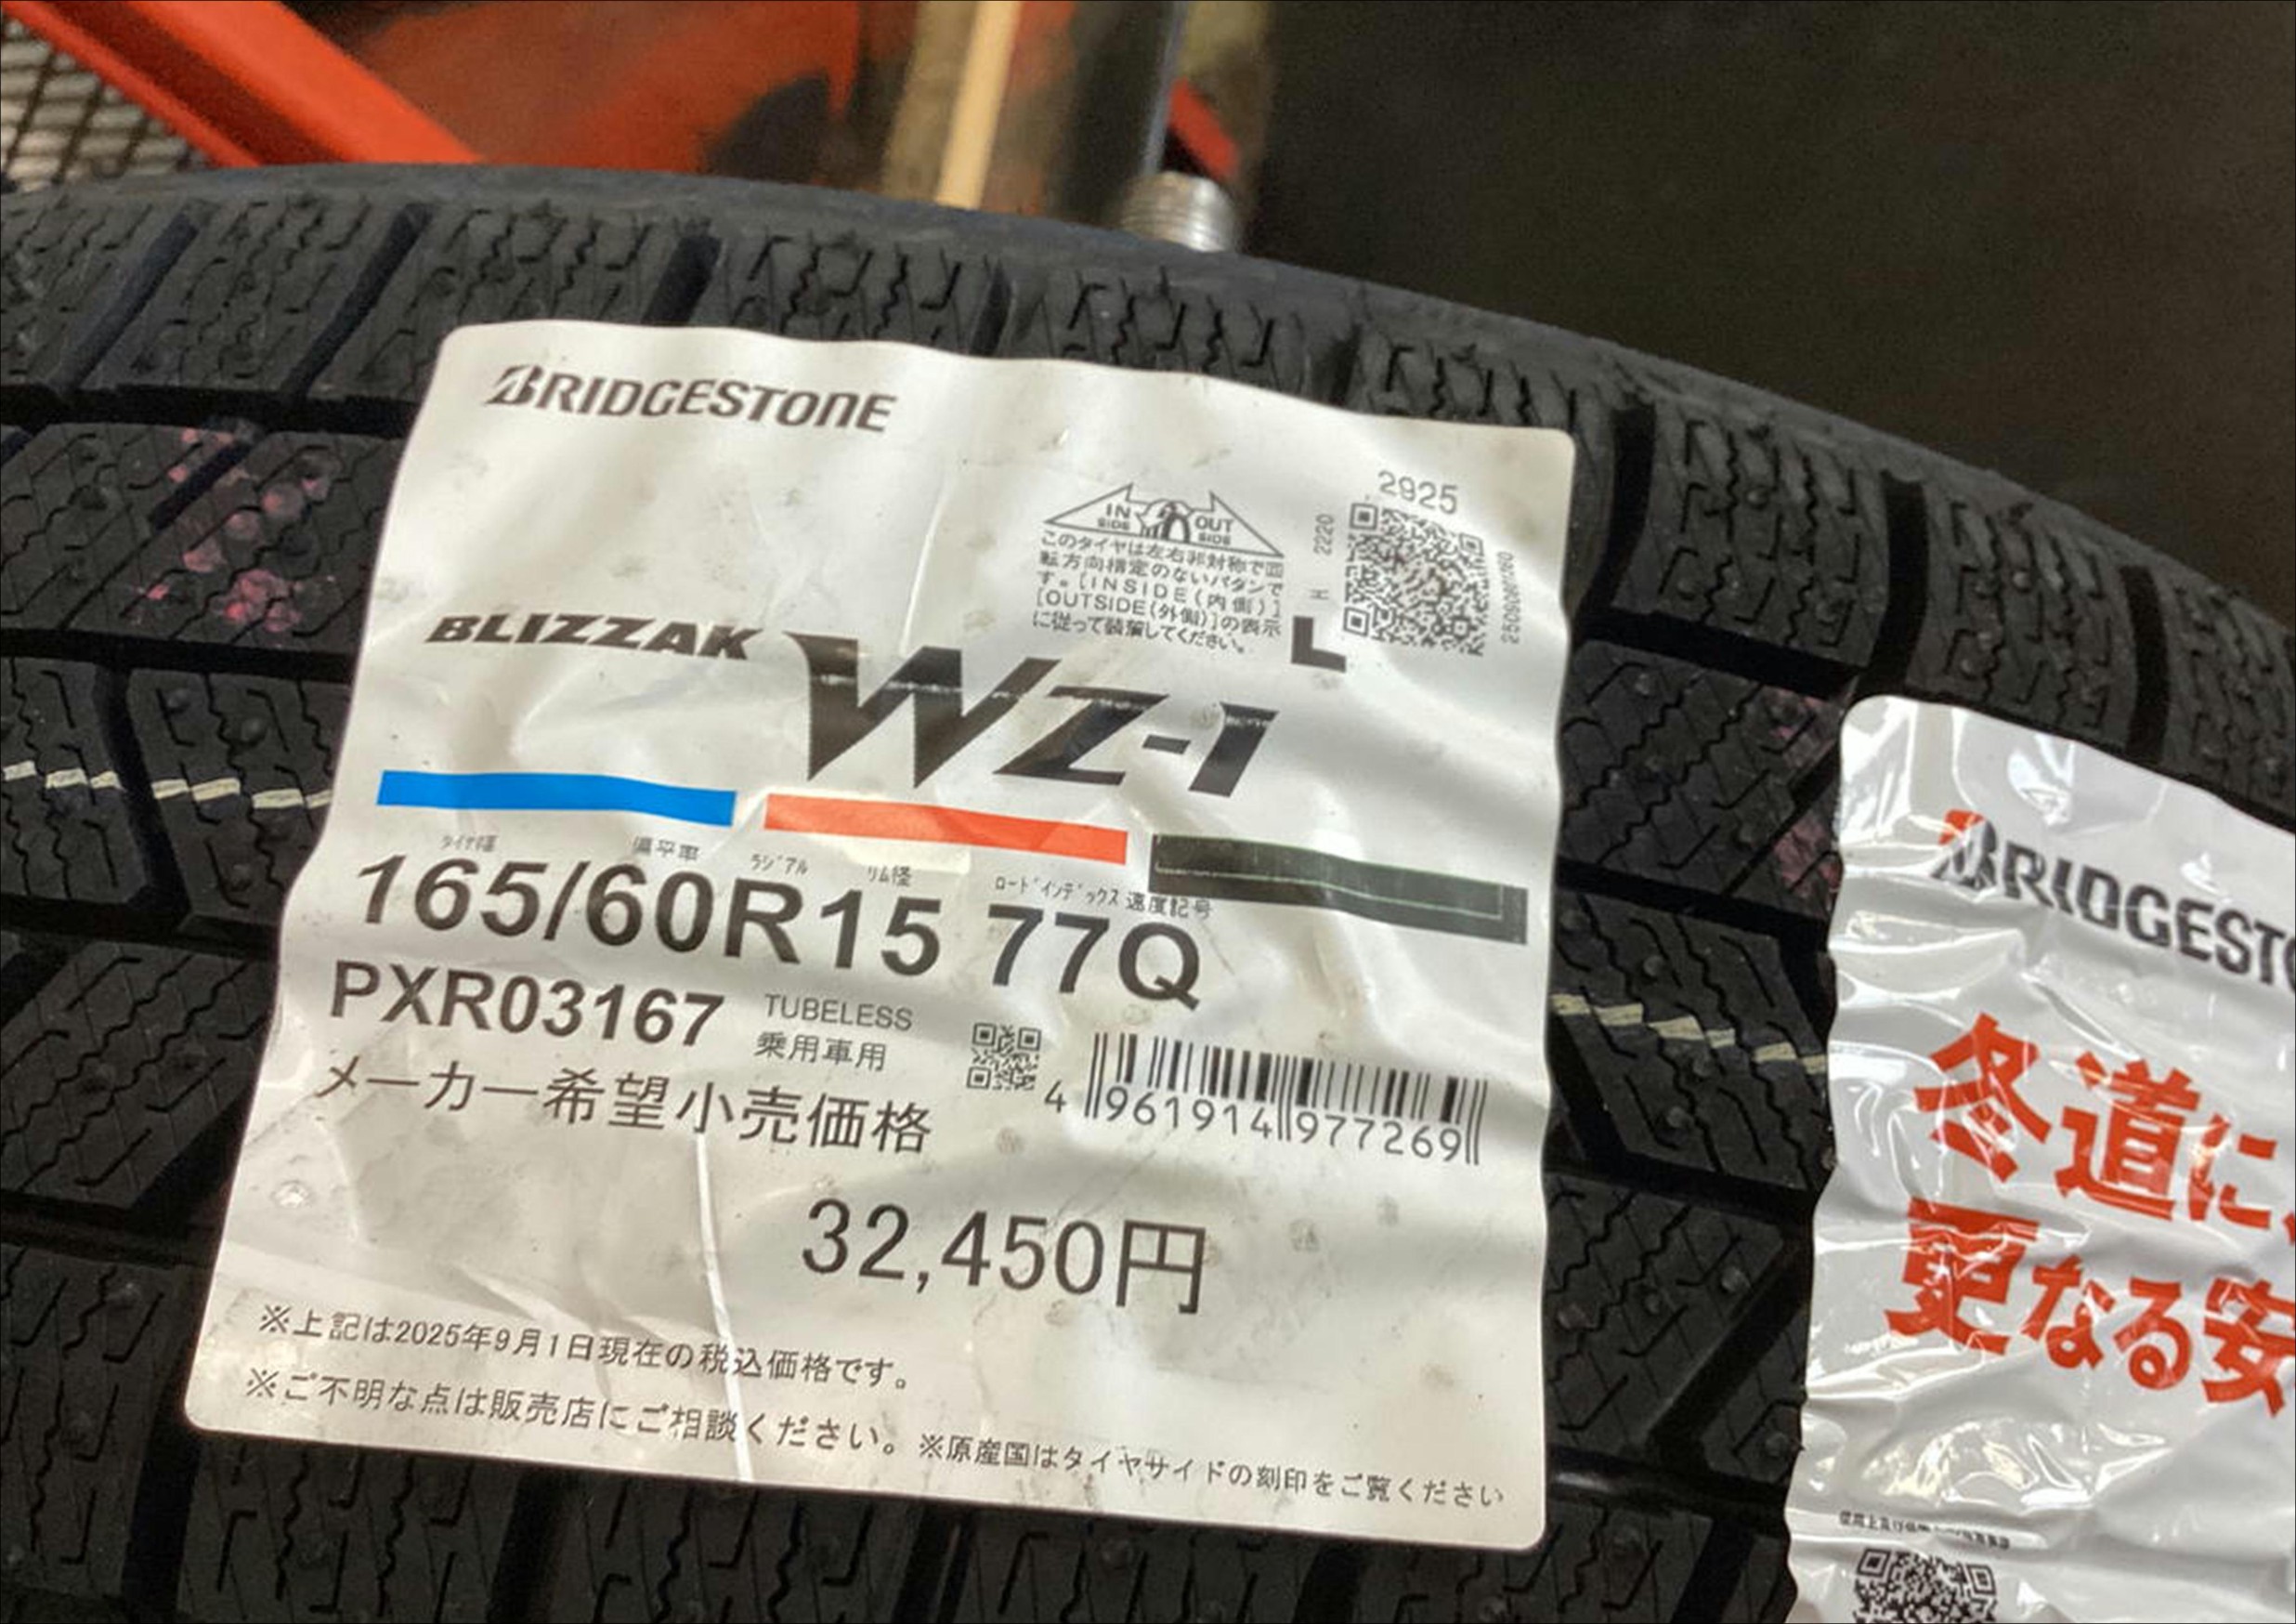 BRIDGESTONE
2925
IN SIDE OUT SIDE
2220
H
このタイヤは左右非対称で回
転方向指定のないパタンで
す。[INSIDE(内側)]
[OUTSIDE(外側)]の表示
に従って装着してください。
L
BLIZZAK WZ-1
タイヤ幅 偏平率 ラジアル リム径 ロードインデックス 速度記号
165/60R15 77Q
PXR03167
TUBELESS
乗用車用
メーカー希望小売価格
4 961914 977269
32,450円
※上記は2025年9月1日現在の税込価格です。
※ご不明な点は販売店にご相談ください。 ※原産国はタイヤサイドの刻印をご覧ください
BRIDGESTO
冬道に
更なる安